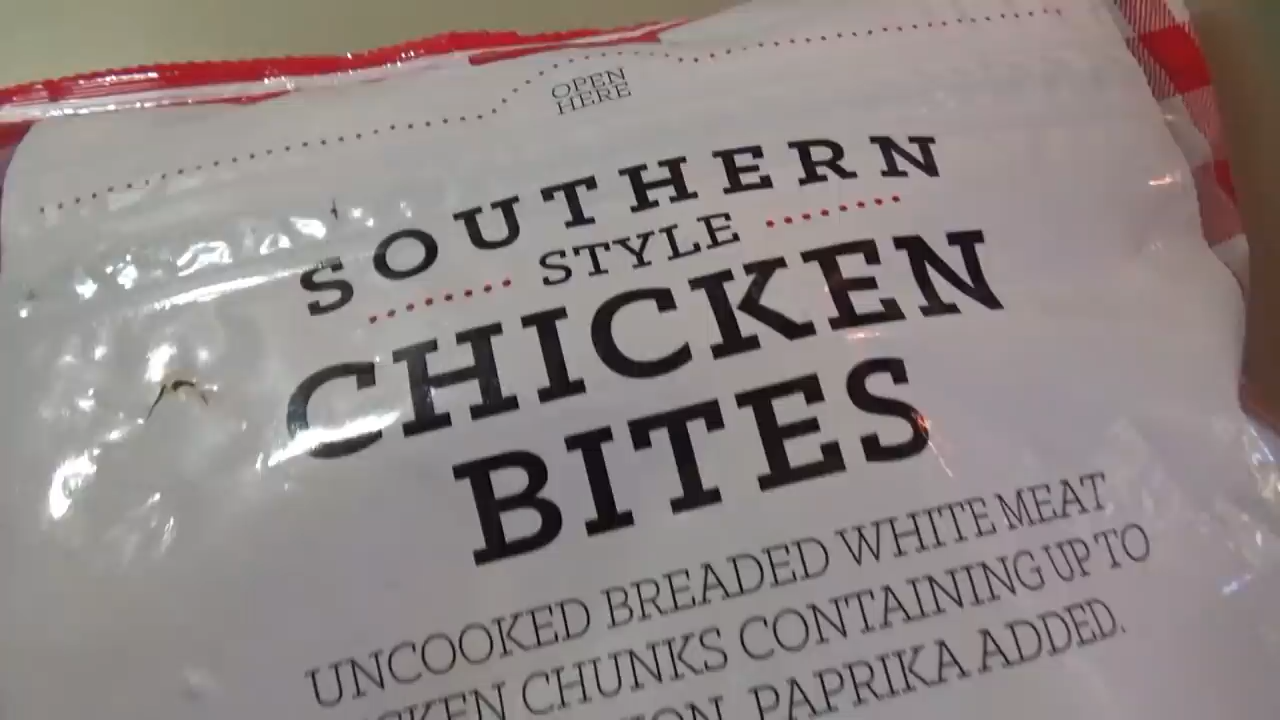 OPEN
HERE
SOUTHERN
STYLE
CHICKEN
BITES
UNCOOKED BREADED WHITE MEAT
CHUNKS CONTAINING UP TO
PAPRIKA ADDED.